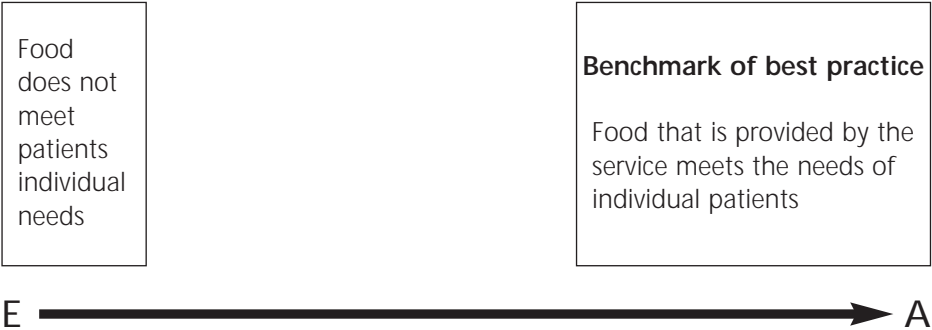 Food
does not
meet
patients
individual
needs
Benchmark of best practice
Food that is provided by the
service meets the needs of
individual patients
E
A